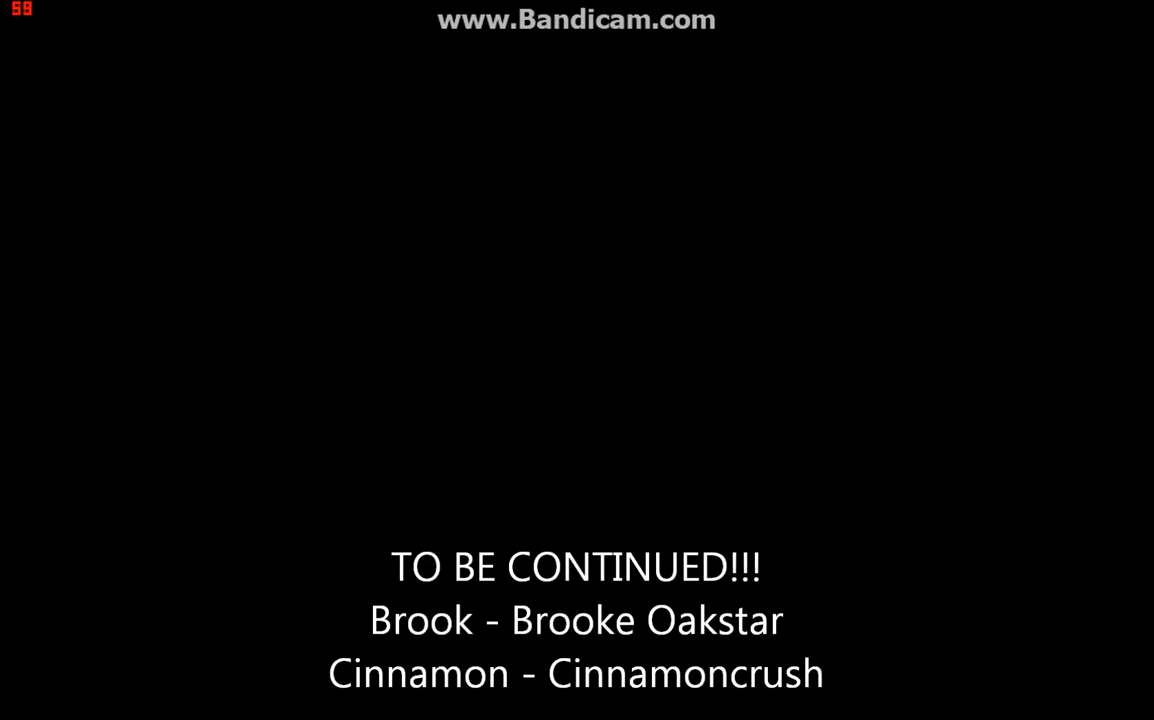 59
www.Bandicam.com
TO BE CONTINUED!!!
Brook - Brooke Oakstar
Cinnamon - Cinnamoncrush